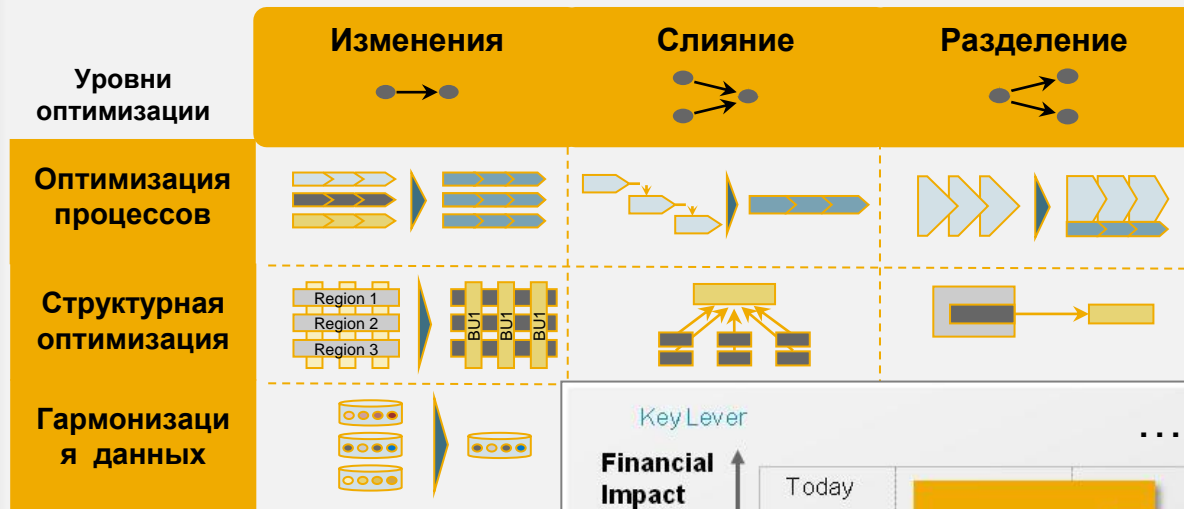 Изменения
Слияние
Разделение
Уровни
оптимизации
Оптимизация
процессов
Структурная
оптимизация
Region 1
Region 2
Region 3
BU1
BU1
BU1
Гармонизаци
я данных
Key Lever
...
Financial
Impact
Today